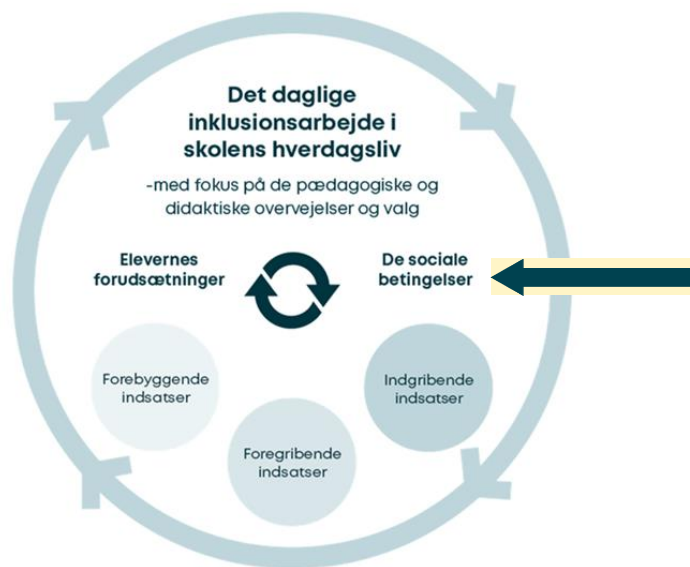 Det daglige
inklusionsarbejde i
skolens hverdagsliv
-med fokus på de pædagogiske og
didaktiske overvejelser og valg
Elevernes
forudsætninger
De sociale
betingelser
Forebyggende
indsatser
Foregribende
indsatser
Indgribende
indsatser